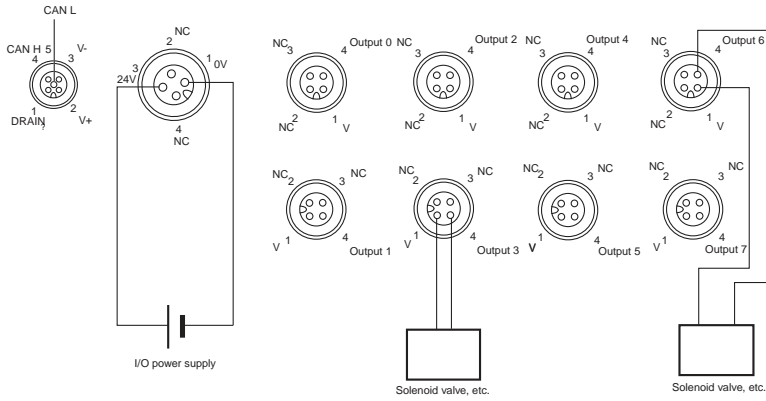 CAN L
CAN H 5 V-
4 3
1 2
DRAIN V+
?
NC
2
3 1 0V
24V
4
NC
I/O power supply
NC 3 4 Output 0
NC 2 1 V
NC 3 4 Output 2
NC 2 1 V
NC 3 4 Output 4
NC 2 1 V
NC 3 4 Output 6
NC 2 1 V
NC 2 3 NC
V 1 4 Output 1
NC 2 3 NC
V 1 4 Output 3
NC 2 3 NC
V 1 4 Output 5
NC 2 3 NC
V 1 4 Output 7
Solenoid valve, etc.
Solenoid valve, etc.